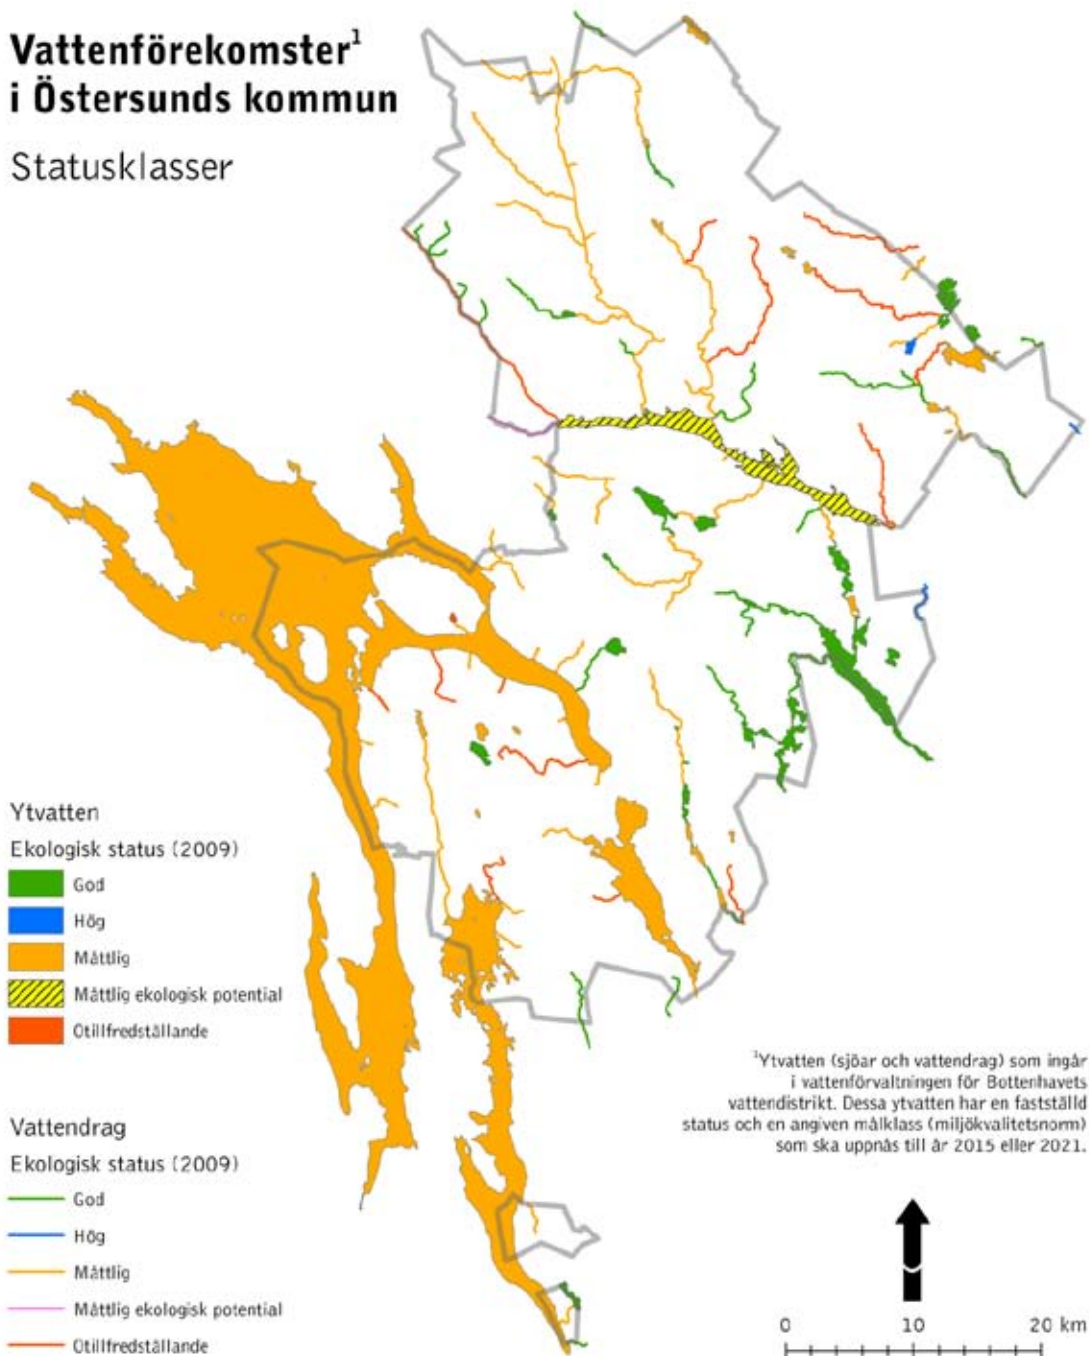 Vattenförekomster¹
i Östersunds kommun
Statusklasser
Ytvatten
Ekologisk status (2009)
God
Hög
Måttlig
Måttlig ekologisk potential
Otillfredställande
Vattendrag
Ekologisk status (2009)
God
Hög
Måttlig
Måttlig ekologisk potential
Otillfredställande
¹Ytvatten (sjöar och vattendrag) som ingår
i vattenförvaltningen för Bottenhavets
vattendistrikt. Dessa ytvatten har en fastställd
status och en angiven målklass (miljökvalitetsnorm)
som ska uppnås till år 2015 eller 2021.
0 10 20 km